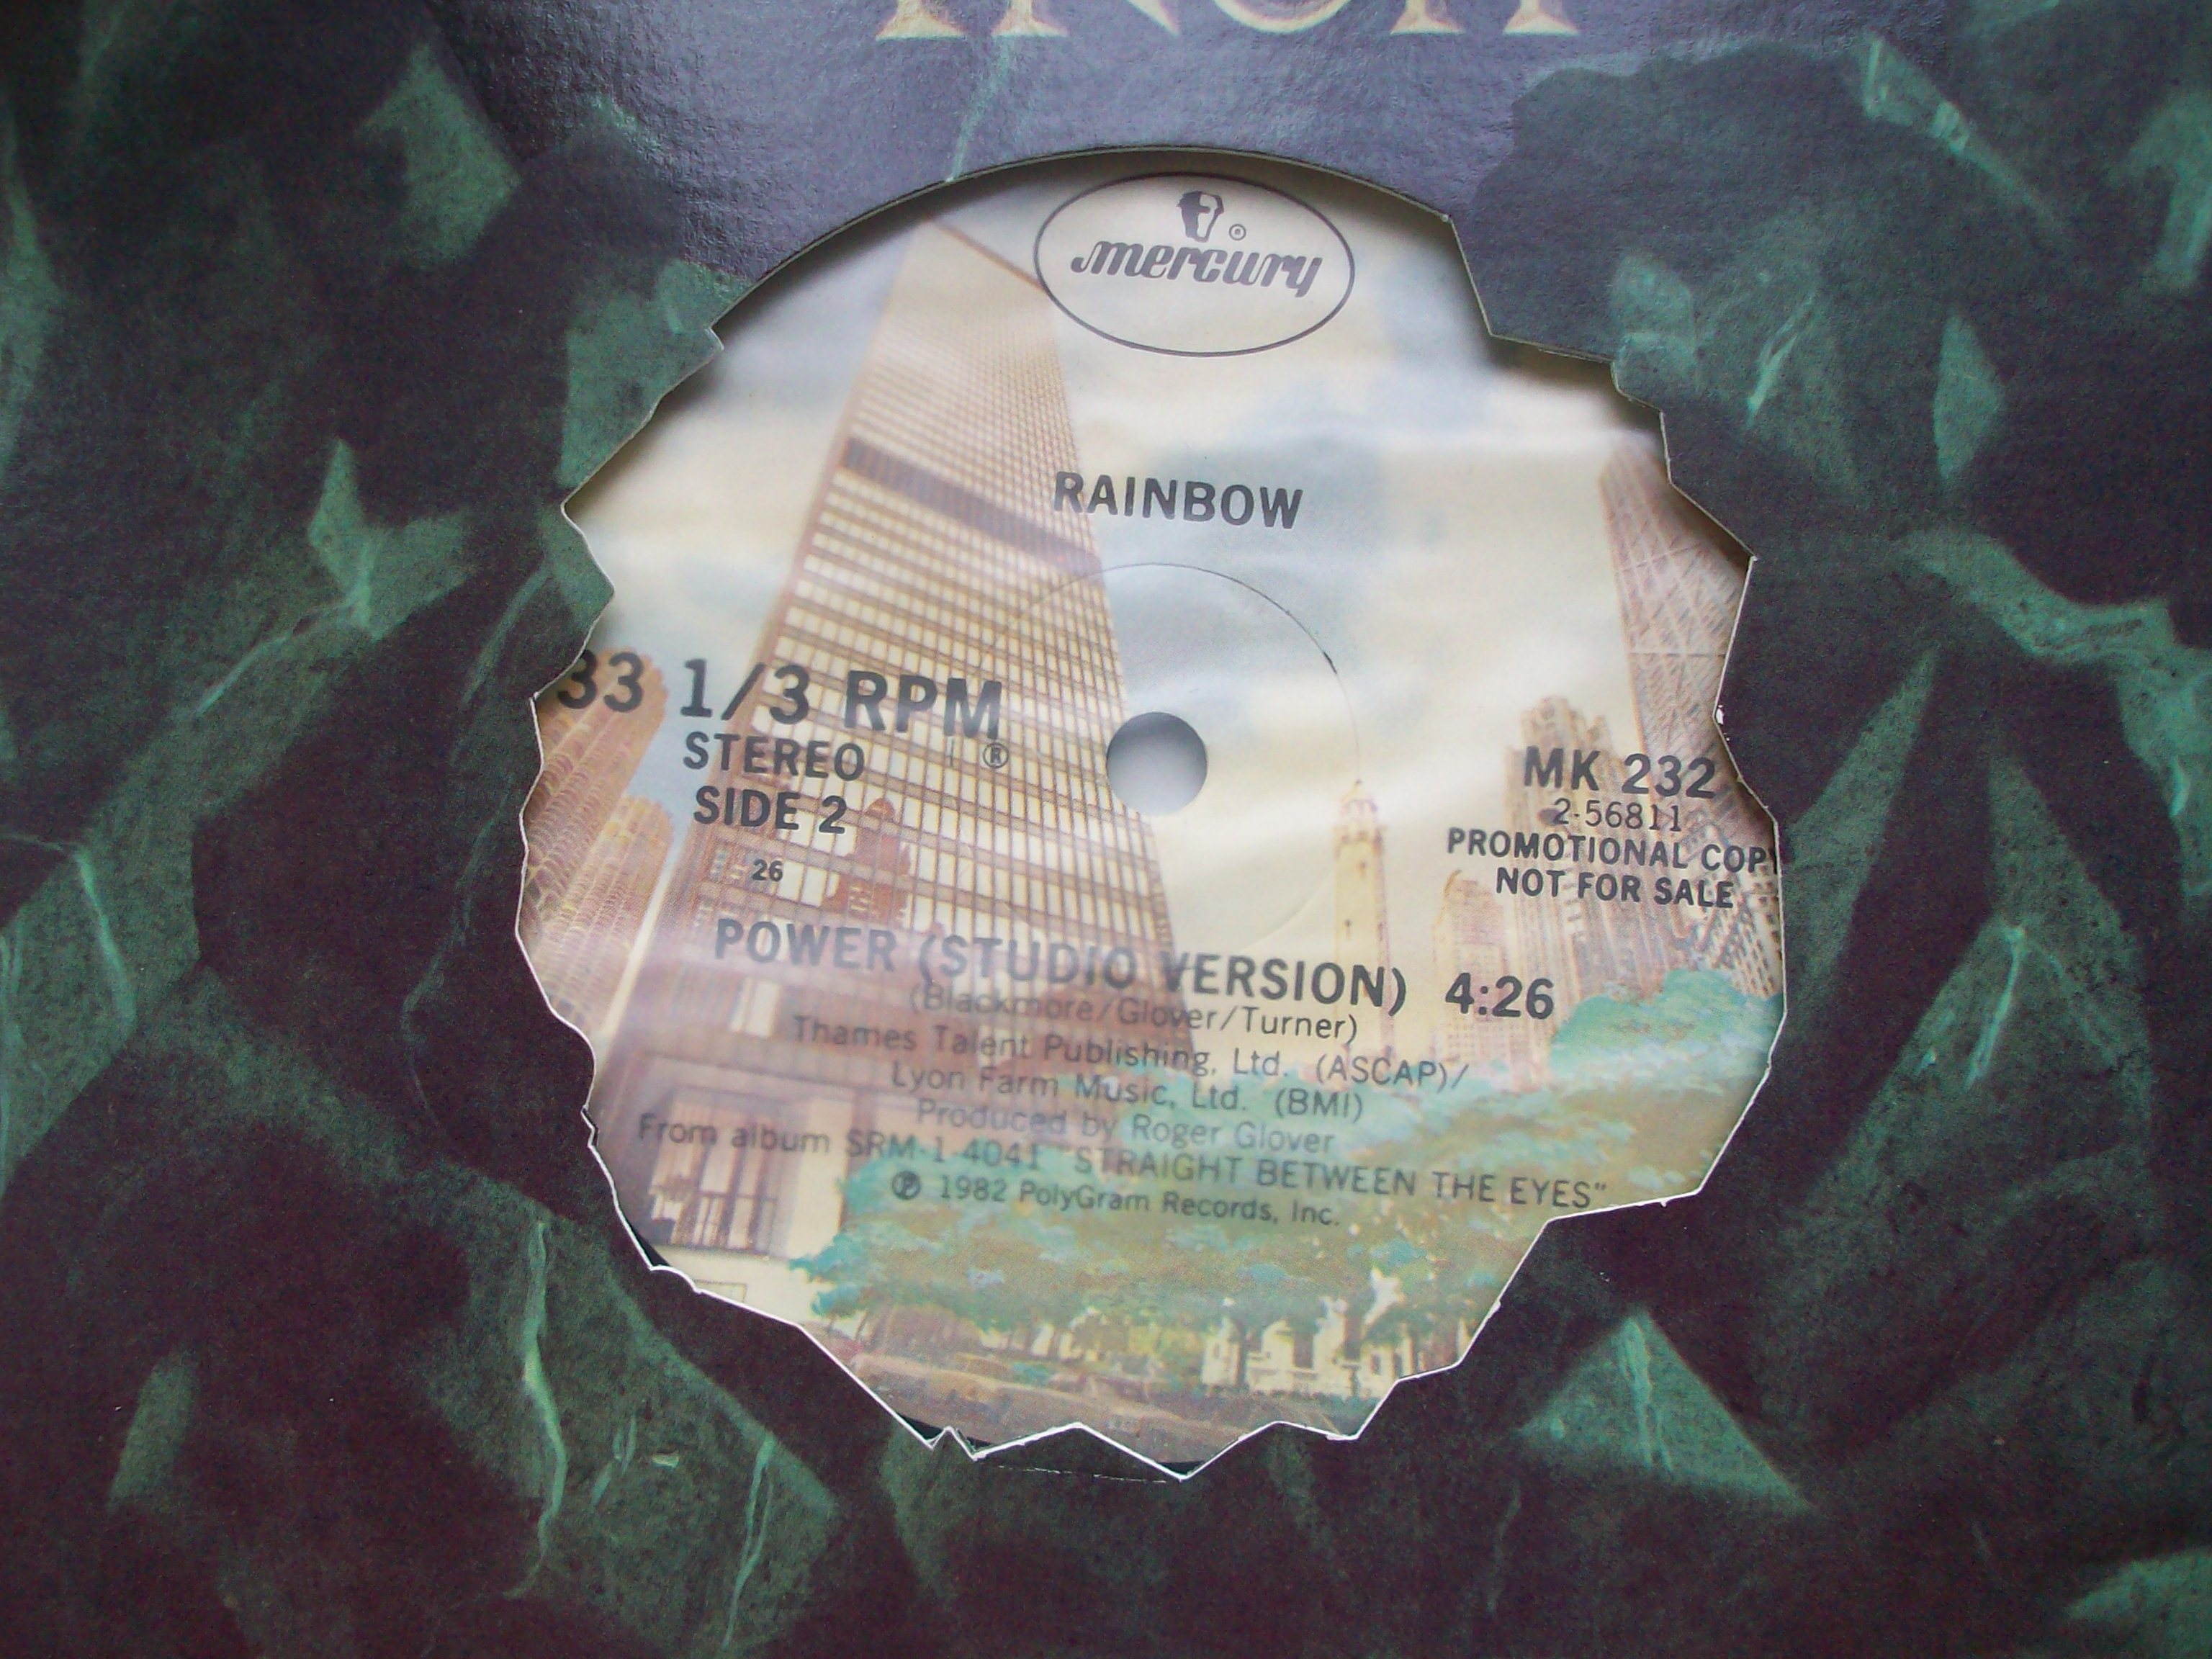 ® mercury
RAINBOW
33 1/3 RPM
STEREO ®
SIDE 2
26
MK 232
2-56811
PROMOTIONAL COPY
NOT FOR SALE
POWER (STUDIO VERSION) 4:26
(Blackmore/Glover/Turner)
Thames Talent Publishing, Ltd. (ASCAP)/
Lyon Farm Music, Ltd. (BMI)
Produced by Roger Glover
From album SRM-1-4041 "STRAIGHT BETWEEN THE EYES"
℗ 1982 PolyGram Records, Inc.